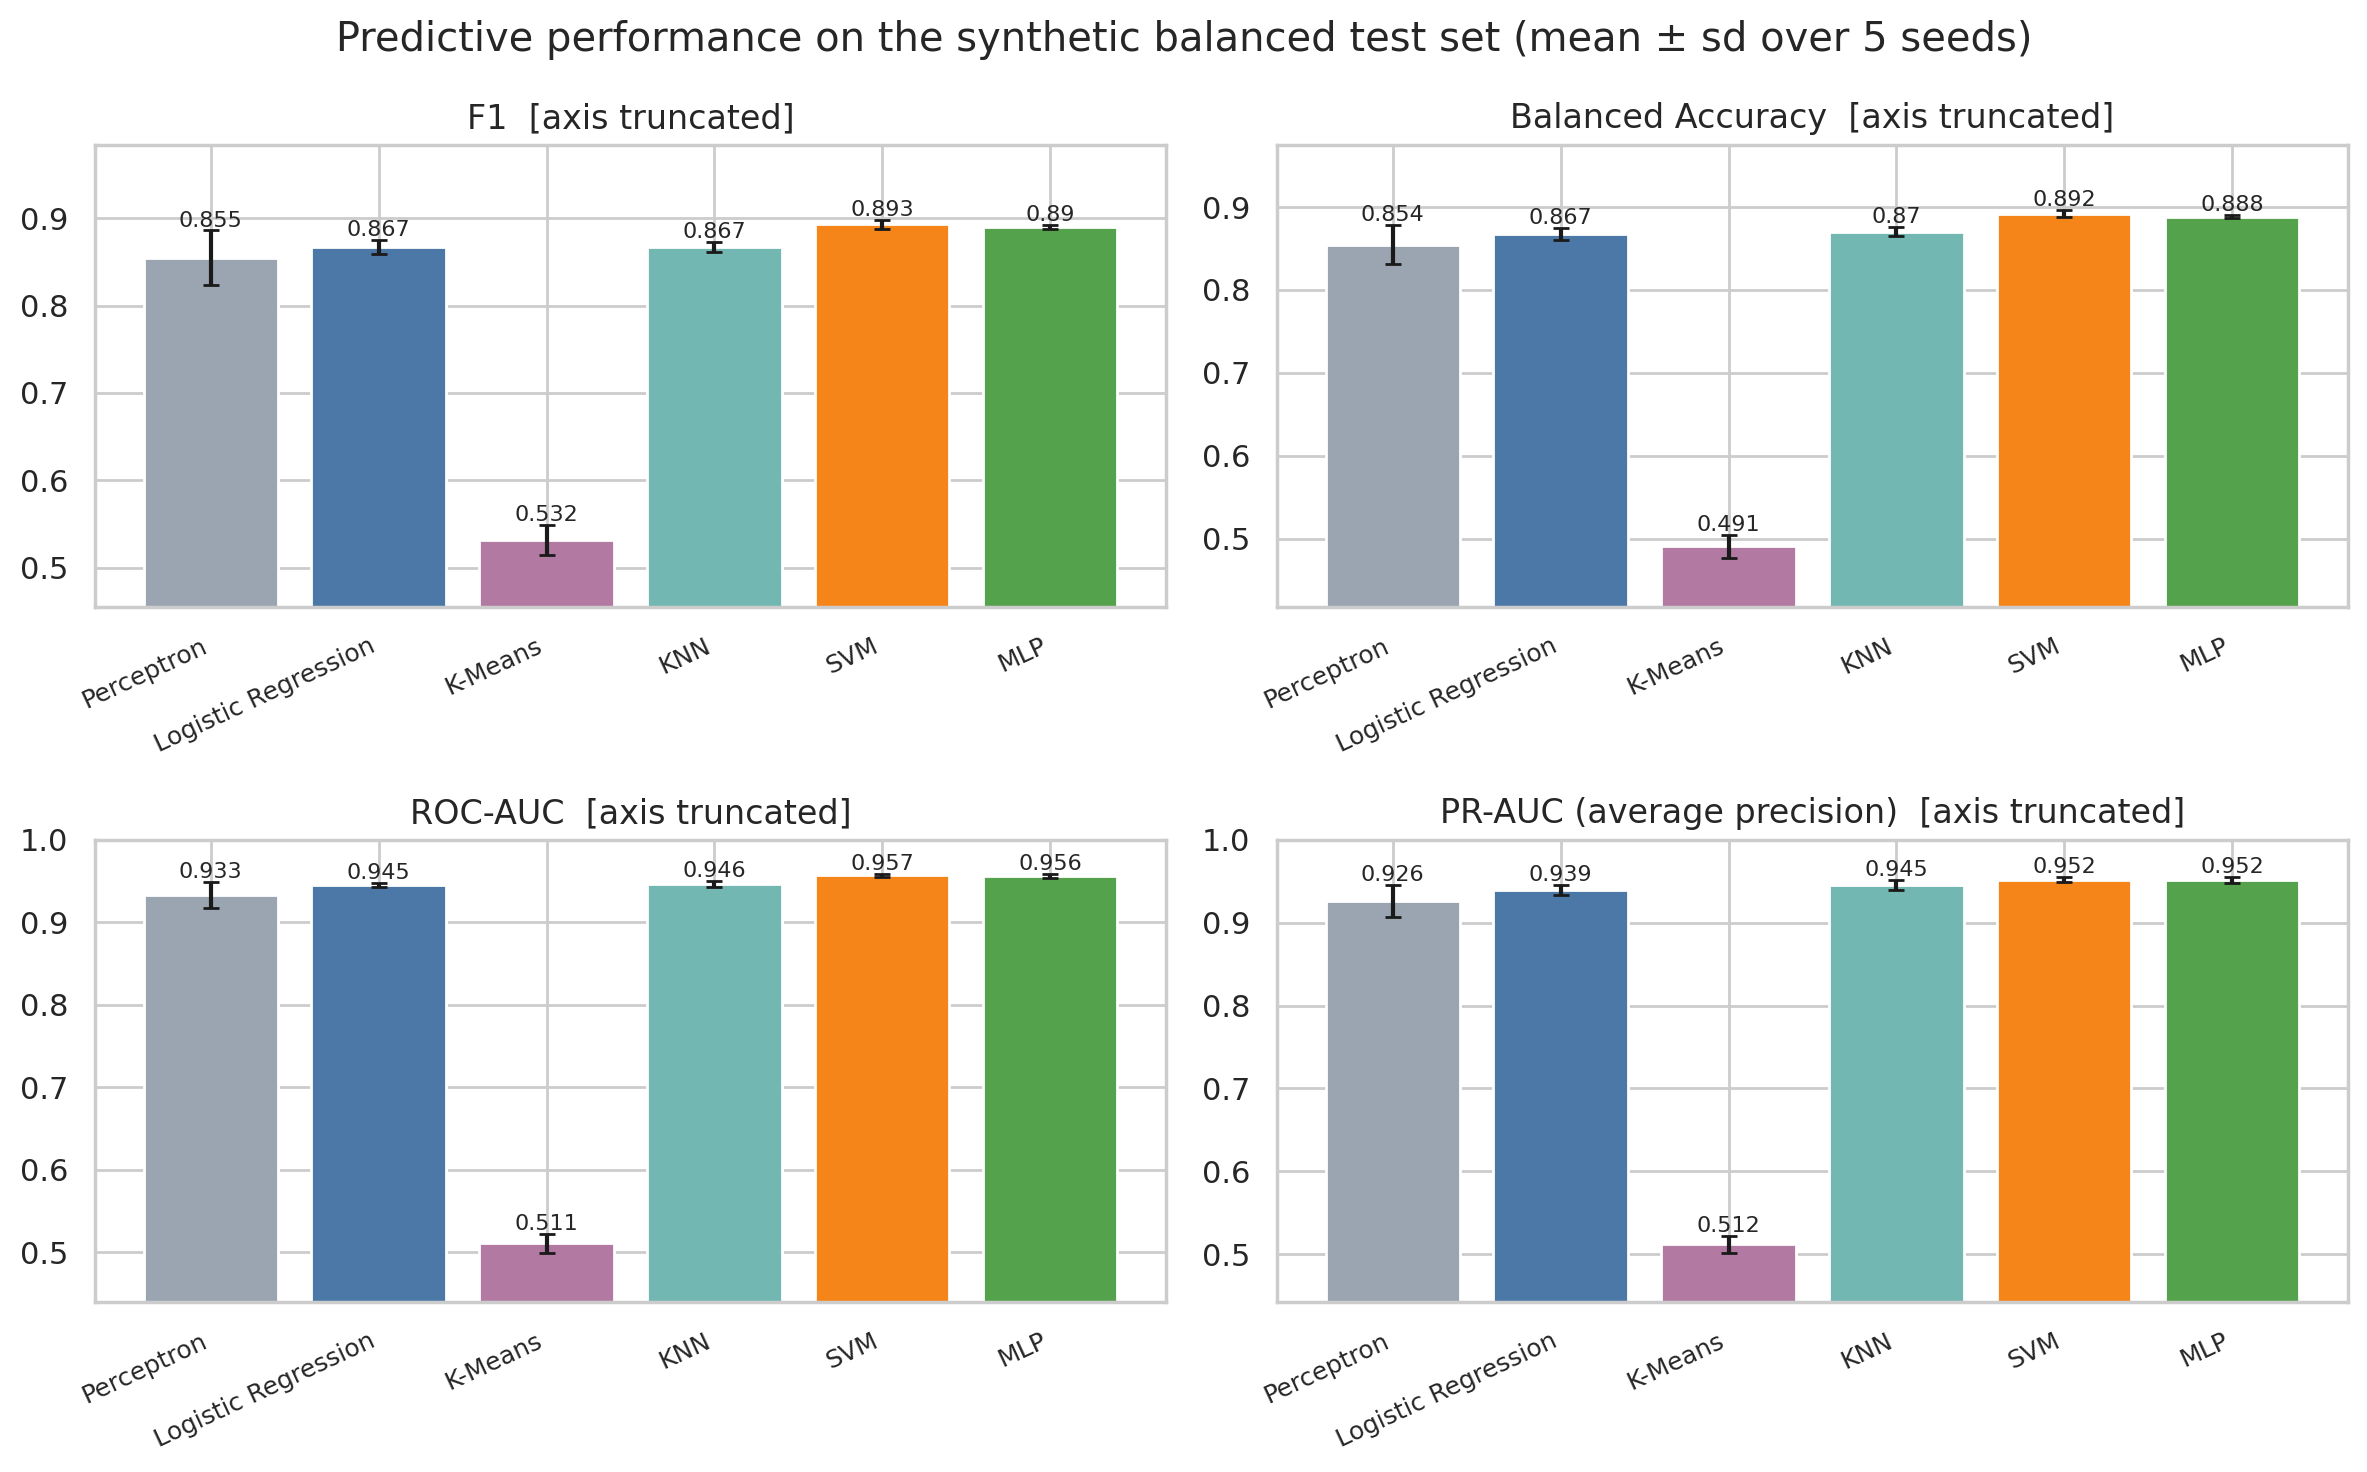 Predictive performance on the synthetic balanced test set (mean ± sd over 5 seeds)
F1 [axis truncated]
0.9
0.8
0.7
0.6
0.5
0.855
0.867
0.532
0.867
0.893
0.89
Perceptron
Logistic Regression
K-Means
KNN
SVM
MLP
Balanced Accuracy [axis truncated]
0.9
0.8
0.7
0.6
0.5
0.854
0.867
0.491
0.87
0.892
0.888
Perceptron
Logistic Regression
K-Means
KNN
SVM
MLP
ROC-AUC [axis truncated]
1.0
0.9
0.8
0.7
0.6
0.5
0.933
0.945
0.511
0.946
0.957
0.956
Perceptron
Logistic Regression
K-Means
KNN
SVM
MLP
PR-AUC (average precision) [axis truncated]
1.0
0.9
0.8
0.7
0.6
0.5
0.926
0.939
0.512
0.945
0.952
0.952
Perceptron
Logistic Regression
K-Means
KNN
SVM
MLP